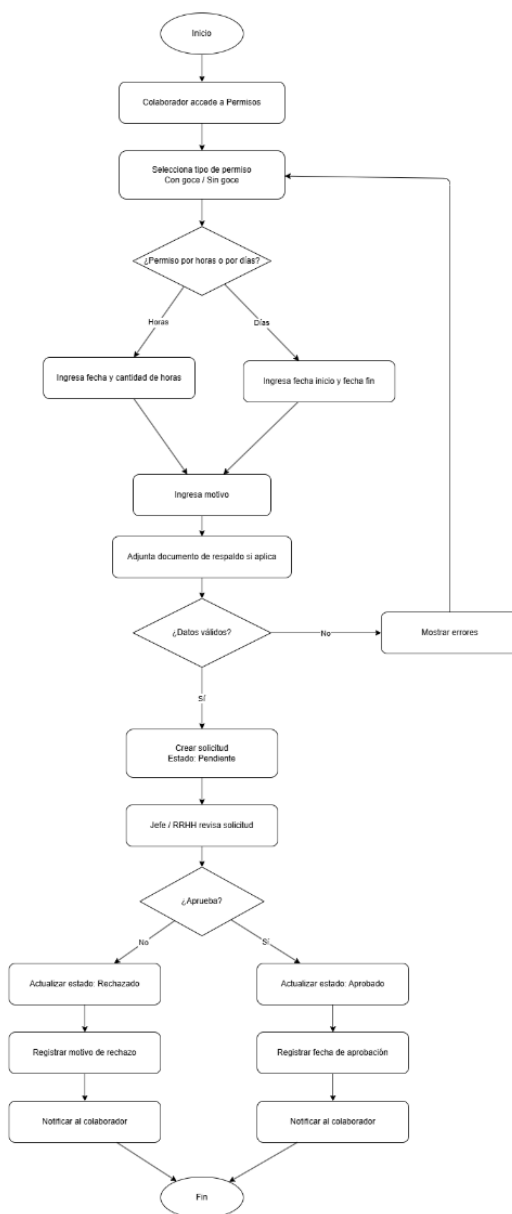 Inicio
Colaborador accede a Permisos
Selecciona tipo de permiso
Con goce / Sin goce
¿Permiso por horas o por días?
Horas
Días
Ingresa fecha y cantidad de horas
Ingresa fecha inicio y fecha fin
Ingresa motivo
Adjunta documento de respaldo si aplica
¿Datos válidos?
No
Mostrar errores
Sí
Crear solicitud
Estado: Pendiente
Jefe / RRHH revisa solicitud
¿Aprueba?
No
Sí
Actualizar estado: Rechazado
Actualizar estado: Aprobado
Registrar motivo de rechazo
Registrar fecha de aprobación
Notificar al colaborador
Notificar al colaborador
Fin